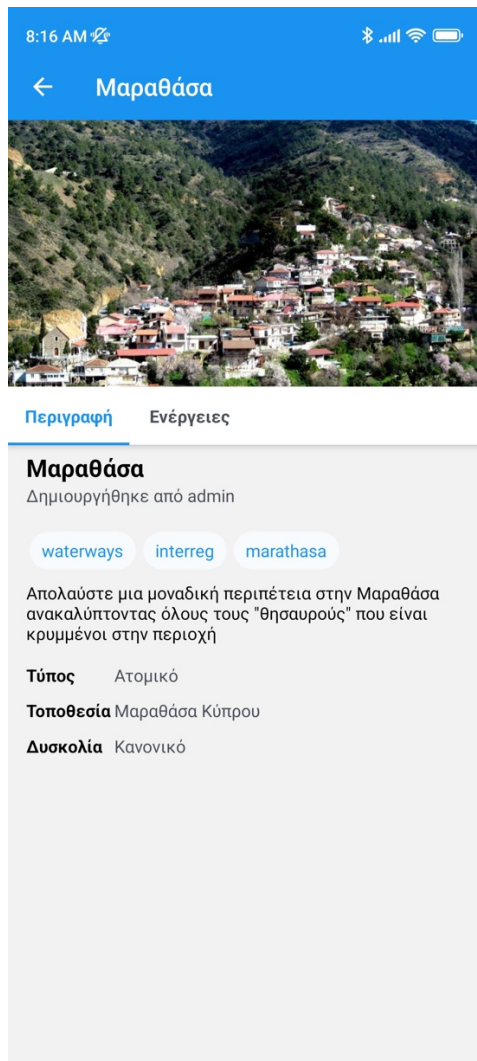 8:16 AM
Μαραθάσα
Περιγραφή Ενέργειες
Μαραθάσα
Δημιουργήθηκε από admin
waterways interreg marathasa
Απολαύστε μια μοναδική περιπέτεια στην Μαραθάσα
ανακαλύπτοντας όλους τους "θησαυρούς" που είναι
κρυμμένοι στην περιοχή
Τύπος Ατομικό
Τοποθεσία Μαραθάσα Κύπρου
Δυσκολία Κανονικό